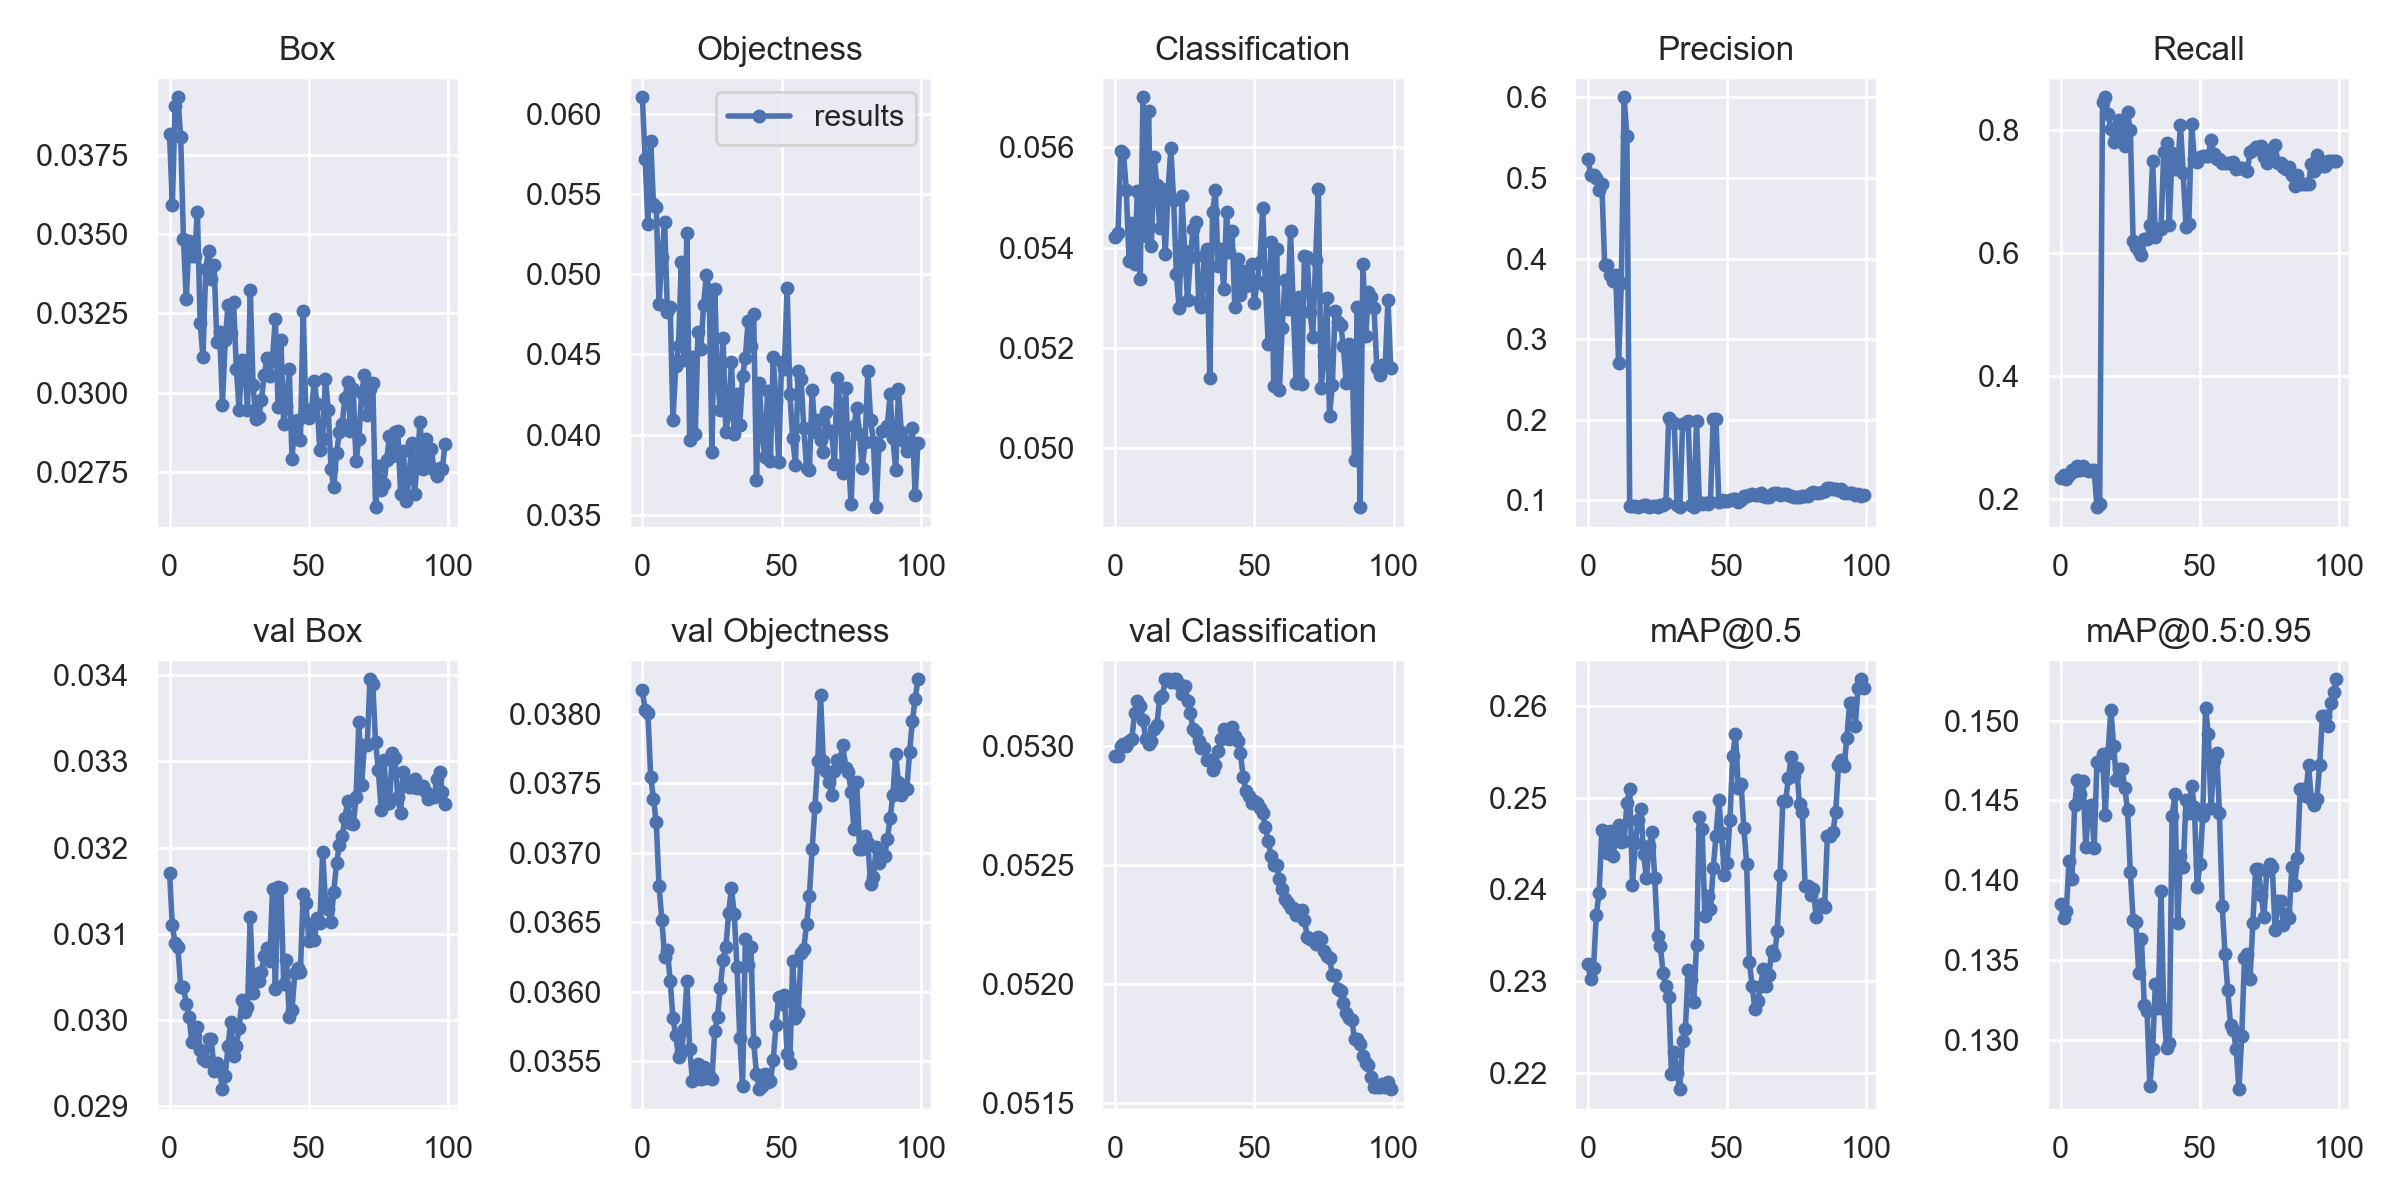 Box
Objectness
Classification
Precision
Recall
results
0.0375
0.0350
0.0325
0.0300
0.0275
0 50 100
0.060
0.055
0.050
0.045
0.040
0.035
0 50 100
0.056
0.054
0.052
0.050
0 50 100
0.6
0.5
0.4
0.3
0.2
0.1
0 50 100
0.8
0.6
0.4
0.2
0 50 100
val Box
val Objectness
val Classification
mAP@0.5
mAP@0.5:0.95
0.034
0.033
0.032
0.031
0.030
0.029
0 50 100
0.0380
0.0375
0.0370
0.0365
0.0360
0.0355
0 50 100
0.0530
0.0525
0.0520
0.0515
0 50 100
0.26
0.25
0.24
0.23
0.22
0 50 100
0.150
0.145
0.140
0.135
0.130
0 50 100